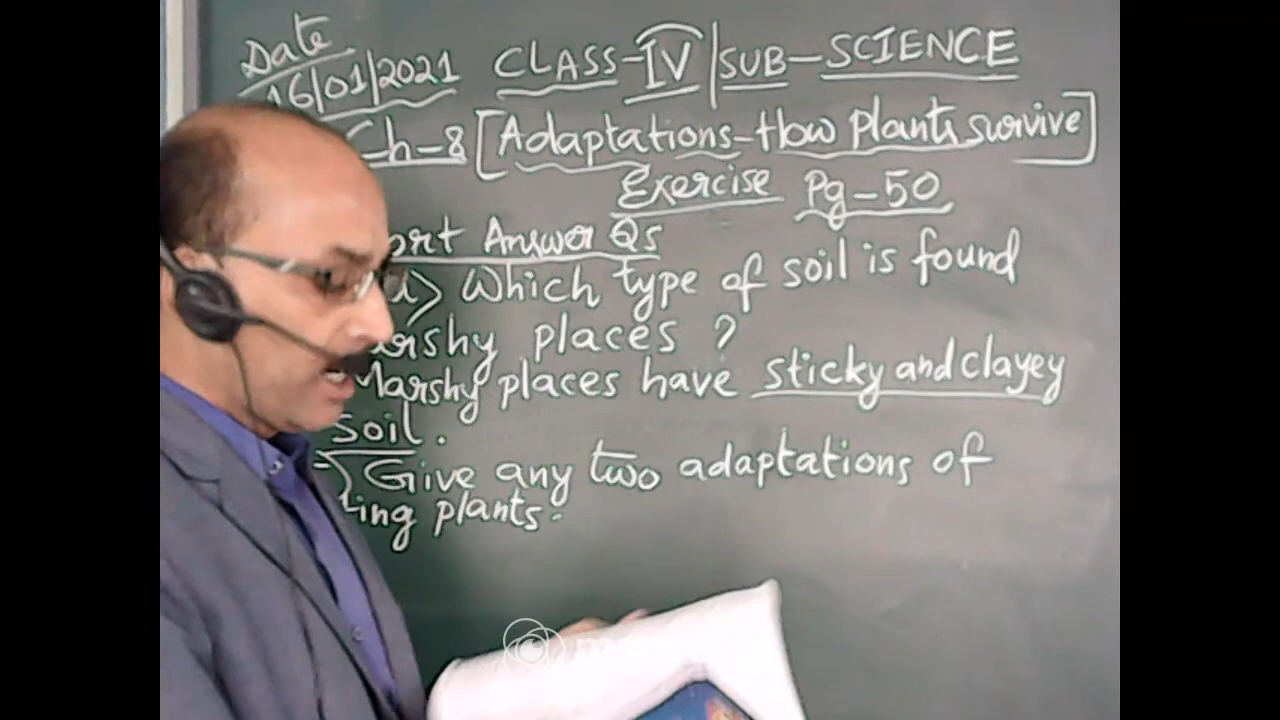 Date
16/01/2021 CLASS-IV | SUB-SCIENCE
Ch-8 [Adaptations-How plants survive]
Exercise Pg-50
Answer Qs
Which type of soil is found
places ?
Marshy places have sticky and clayey
soil.
Give any two adaptations of
plants.